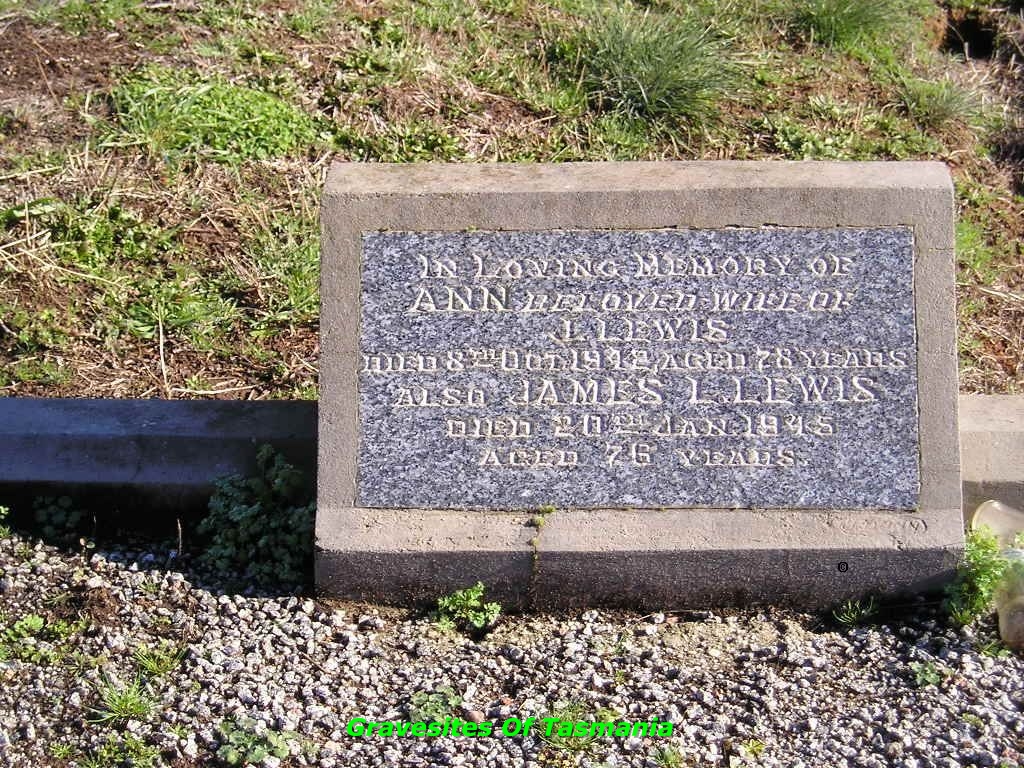 IN LOVING MEMORY OF
ANN BELOVED WIFE OF
J.L.LEWIS
DIED 8TH OCT.1942, AGED 78 YEARS
ALSO JAMES L.LEWIS
DIED 20TH JAN.1945
AGED 76 YEARS.
Gravesites Of Tasmania